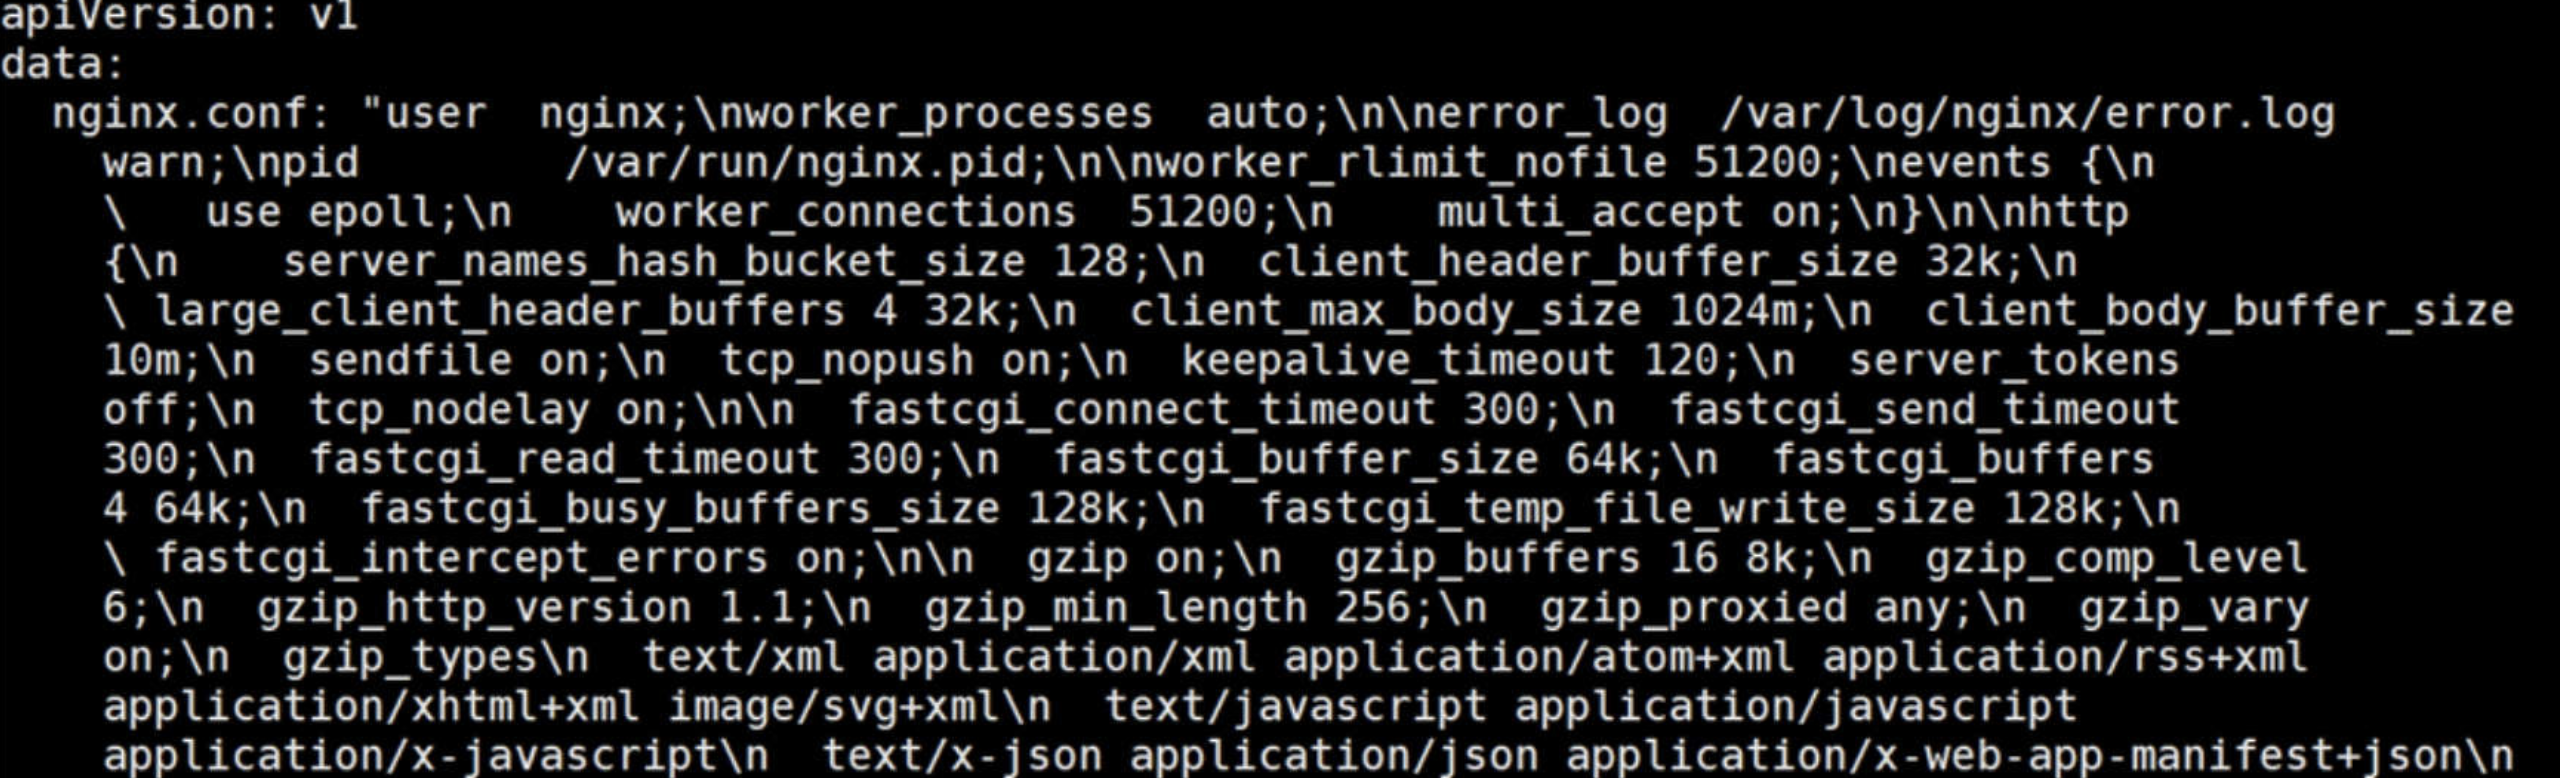 apiVersion: v1
data:
  nginx.conf: "user  nginx;\nworker_processes  auto;\n\nerror_log  /var/log/nginx/error.log
    warn;\npid        /var/run/nginx.pid;\n\nworker_rlimit_nofile 51200;\nevents {\n
    \   use epoll;\n    worker_connections  51200;\n    multi_accept on;\n}\n\nhttp
    {\n    server_names_hash_bucket_size 128;\n  client_header_buffer_size 32k;\n
    \ large_client_header_buffers 4 32k;\n  client_max_body_size 1024m;\n  client_body_buffer_size
    10m;\n  sendfile on;\n  tcp_nopush on;\n  keepalive_timeout 120;\n  server_tokens
    off;\n  tcp_nodelay on;\n\n  fastcgi_connect_timeout 300;\n  fastcgi_send_timeout
    300;\n  fastcgi_read_timeout 300;\n  fastcgi_buffer_size 64k;\n  fastcgi_buffers
    4 64k;\n  fastcgi_busy_buffers_size 128k;\n  fastcgi_temp_file_write_size 128k;\n
    \ fastcgi_intercept_errors on;\n\n  gzip on;\n  gzip_buffers 16 8k;\n  gzip_comp_level
    6;\n  gzip_http_version 1.1;\n  gzip_min_length 256;\n  gzip_proxied any;\n  gzip_vary
    on;\n  gzip_types\n  text/xml application/xml application/atom+xml application/rss+xml
    application/xhtml+xml image/svg+xml\n  text/javascript application/javascript
    application/x-javascript\n  text/x-json application/json application/x-web-app-manifest+json\n